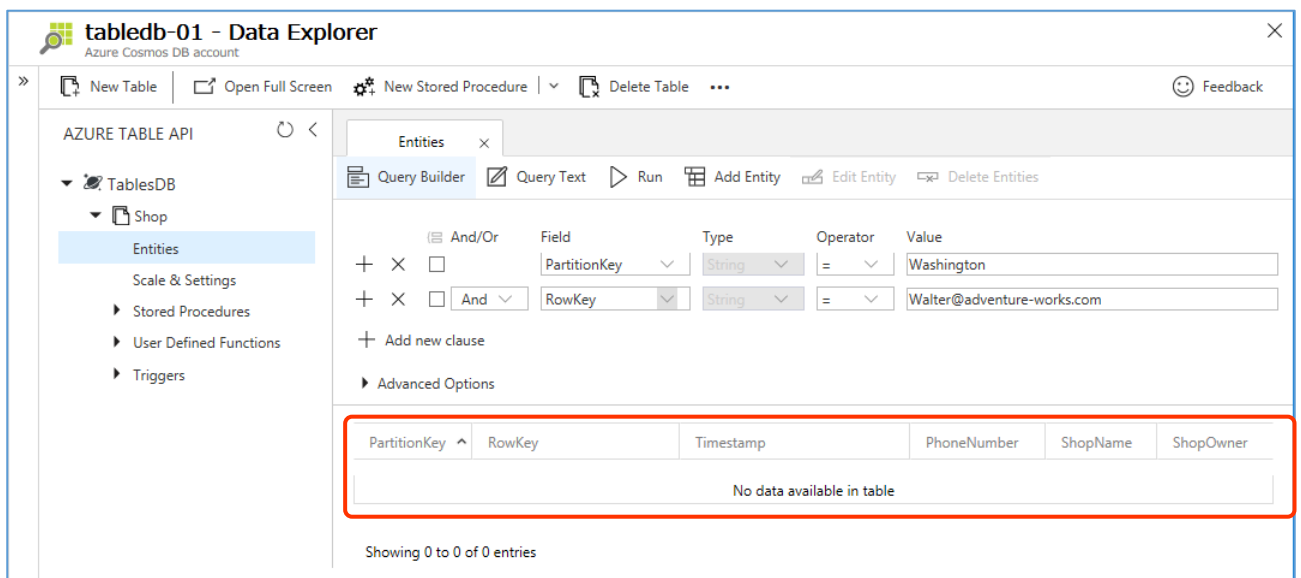 tabledb-01 - Data Explorer
Azure Cosmos DB account
New Table Open Full Screen New Stored Procedure Delete Table Feedback
AZURE TABLE API
Entities
Query Builder Query Text Run Add Entity Edit Entity Delete Entities
TablesDB
Shop
Entities
Scale & Settings
Stored Procedures
User Defined Functions
Triggers
And/Or Field Type Operator Value
PartitionKey String = Washington
And RowKey String = Walter@adventure-works.com
Add new clause
Advanced Options
PartitionKey RowKey Timestamp PhoneNumber ShopName ShopOwner
No data available in table
Showing 0 to 0 of 0 entries